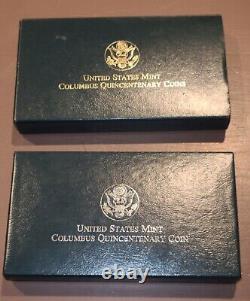 United States Mint
Columbus Quincentenary Coins
United States Mint
Columbus Quincentenary Coin